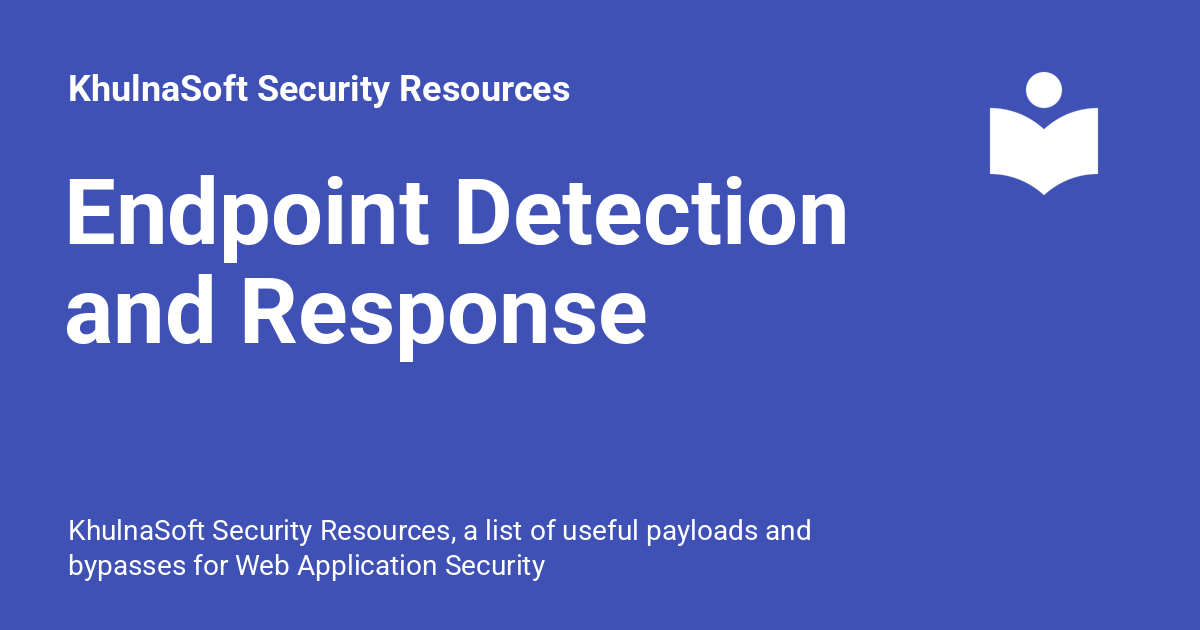 KhulnaSoft Security Resources
Endpoint Detection
and Response
KhulnaSoft Security Resources, a list of useful payloads and
bypasses for Web Application Security